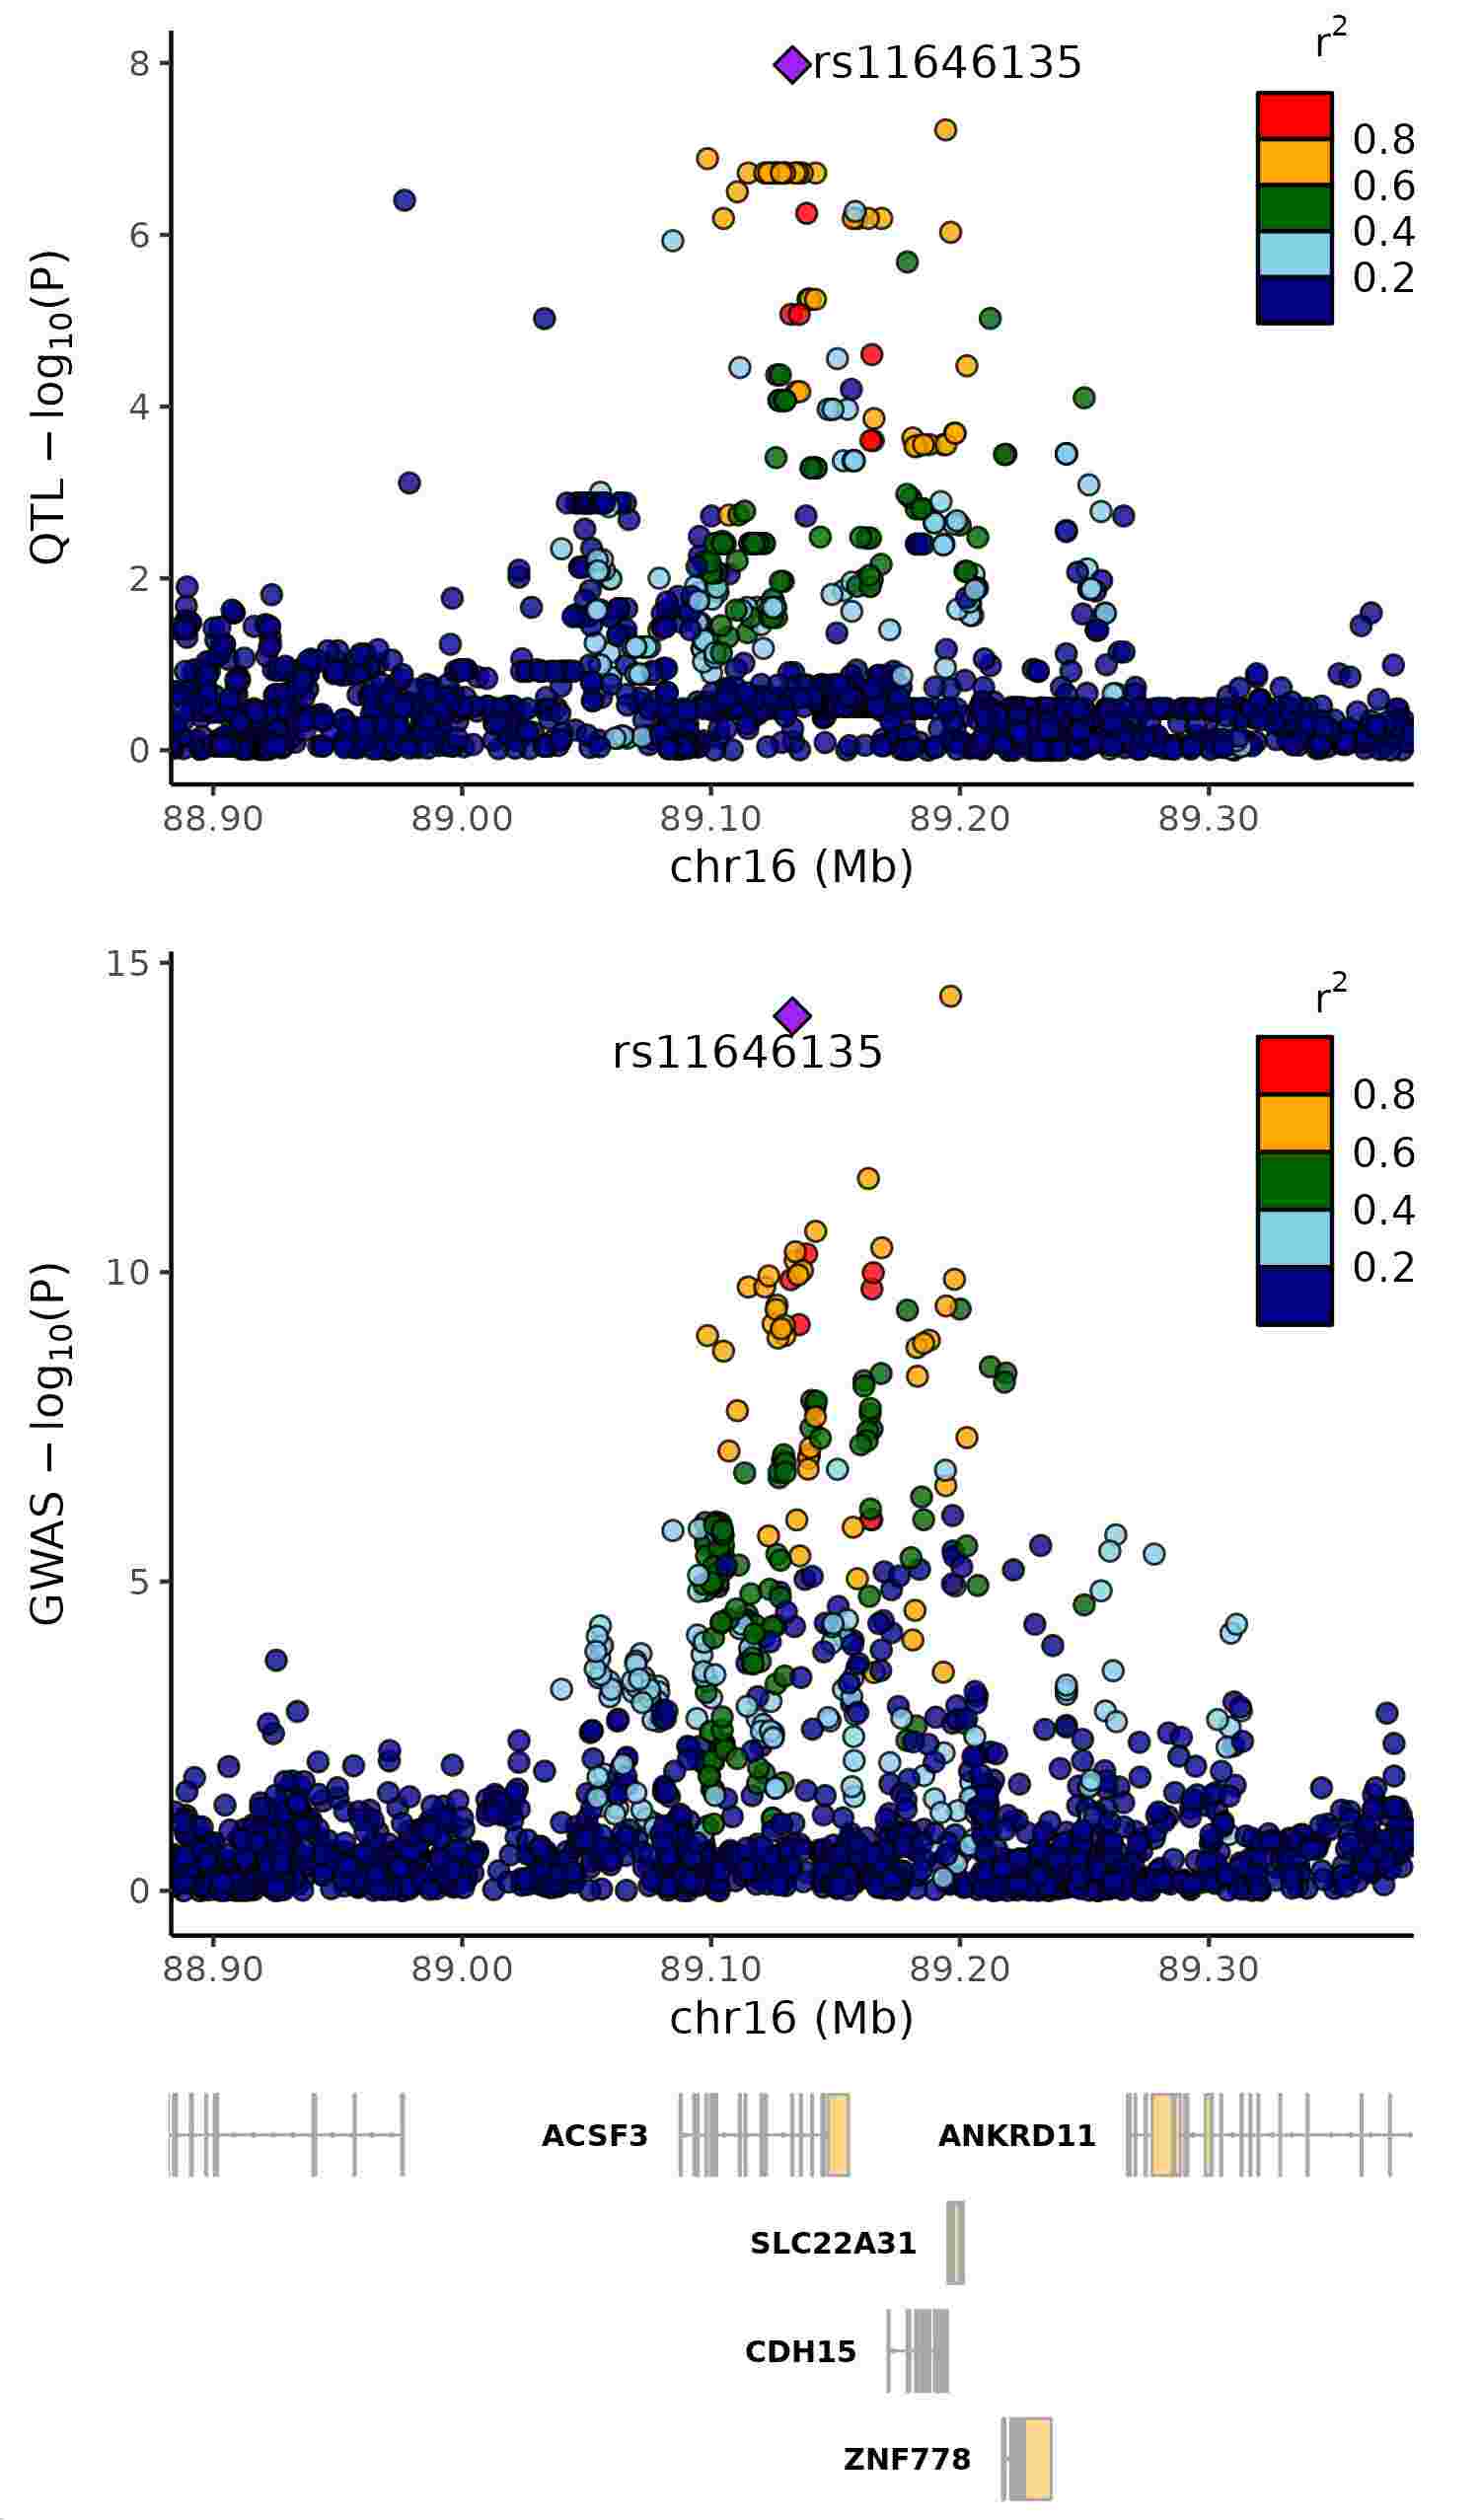 rs11646135
r²
0.8
0.6
0.4
0.2
8
6
4
2
0
QTL − log₁₀(P)
88.90 89.00 89.10 89.20 89.30
chr16 (Mb)
rs11646135
r²
0.8
0.6
0.4
0.2
15
10
5
0
GWAS − log₁₀(P)
88.90 89.00 89.10 89.20 89.30
chr16 (Mb)
ACSF3 ANKRD11
SLC22A31
CDH15
ZNF778